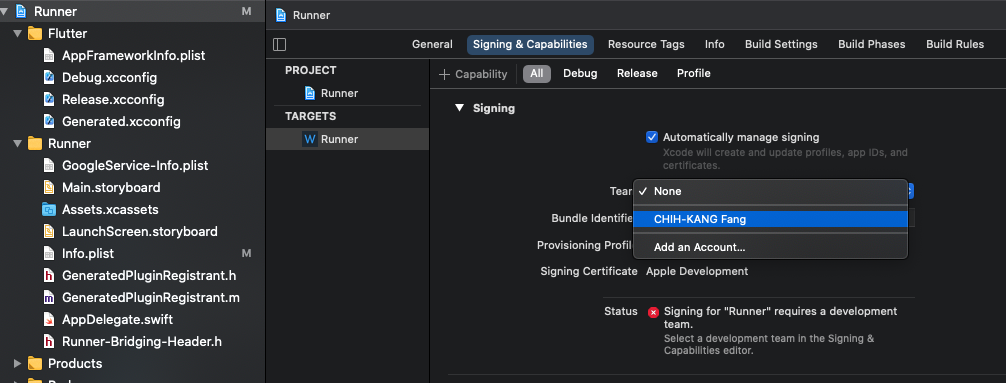 Runner M
Flutter
AppFrameworkInfo.plist
Debug.xcconfig
Release.xcconfig
Generated.xcconfig
Runner
GoogleService-Info.plist
Main.storyboard
Assets.xcassets
LaunchScreen.storyboard
Info.plist M
GeneratedPluginRegistrant.h
GeneratedPluginRegistrant.m
AppDelegate.swift
Runner-Bridging-Header.h
Products
Runner
General Signing & Capabilities Resource Tags Info Build Settings Build Phases Build Rules
PROJECT
Runner
TARGETS
W Runner
+ Capability All Debug Release Profile
Signing
Automatically manage signing
Xcode will create and update profiles, app IDs, and
certificates.
Team
None
CHIH-KANG Fang
Add an Account...
Bundle Identifie
Provisioning Profil
Signing Certificate Apple Development
Status Signing for "Runner" requires a development
team.
Select a development team in the Signing &
Capabilities editor.